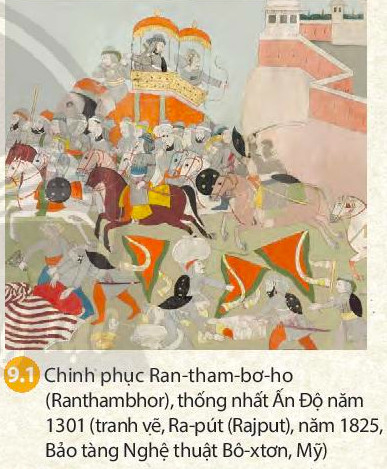 9.1 Chinh phục Ran-tham-bơ-ho
(Ranthambhor), thống nhất Ấn Độ năm
1301 (tranh vẽ, Ra-pút (Rajput), năm 1825,
Bảo tàng Nghệ thuật Bô-xtơn, Mỹ)